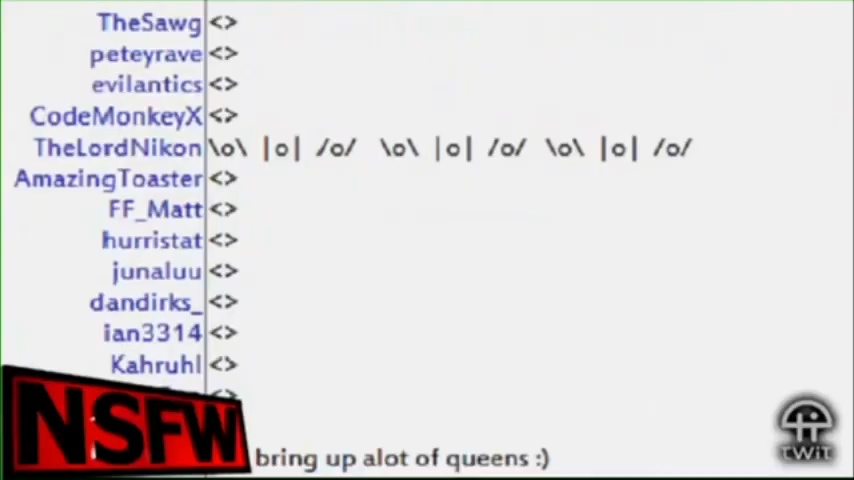 TheSawg <>
peteyrave <>
evilantics <>
CodeMonkeyX <>
TheLordNikon \o\ |o| /o/ \o\ |o| /o/ \o\ |o| /o/
AmazingToaster <>
FF_Matt <>
hurristat <>
junaluu <>
dandirks_ <>
ian3314 <>
Kahruhl <>
<>
bring up alot of queens :)
NSFW
TWiT